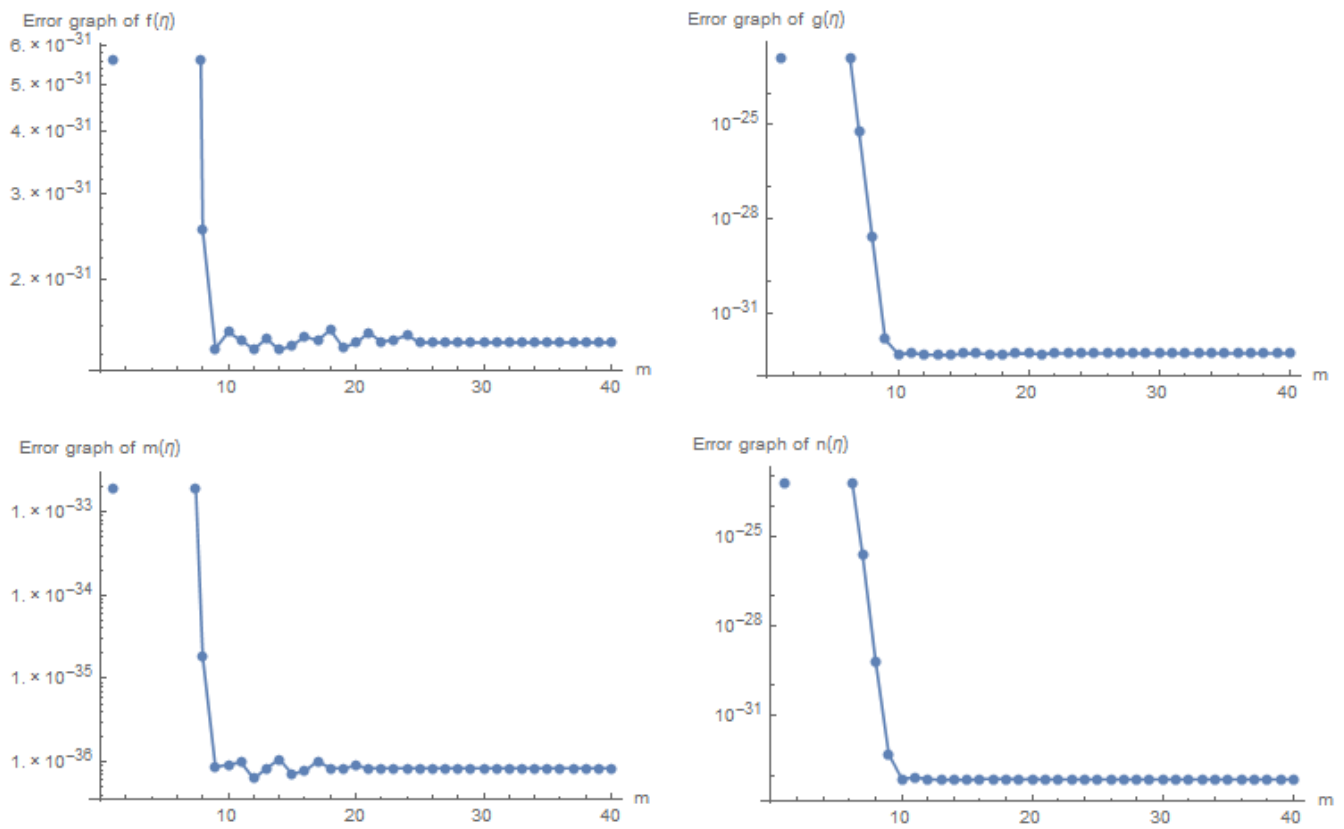 Error graph of f(η)
6. × 10^−31
5. × 10^−31
4. × 10^−31
3. × 10^−31
2. × 10^−31
10 20 30 40 m
Error graph of g(η)
10^−25
10^−28
10^−31
10 20 30 40 m
Error graph of m(η)
1. × 10^−33
1. × 10^−34
1. × 10^−35
1. × 10^−36
10 20 30 40 m
Error graph of n(η)
10^−25
10^−28
10^−31
10 20 30 40 m